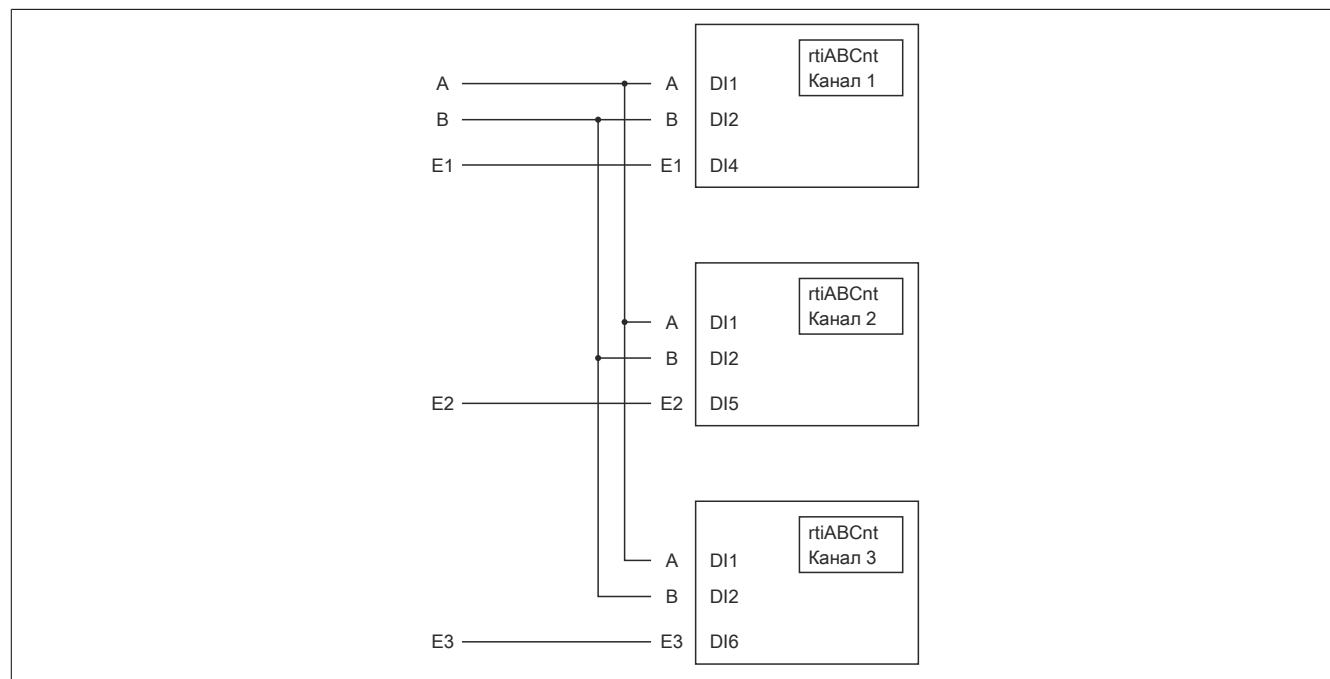 rtiABCnt
Канал 1
A A DI1
B B DI2
E1 E1 DI4
rtiABCnt
Канал 2
A DI1
B DI2
E2 E2 DI5
rtiABCnt
Канал 3
A DI1
B DI2
E3 E3 DI6